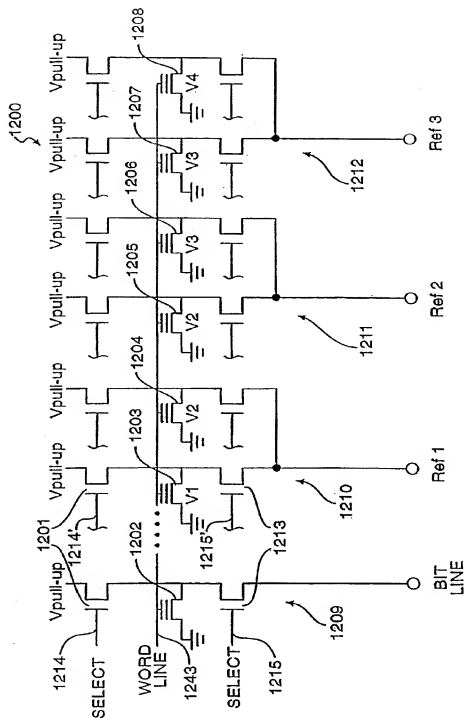 1200
Vpull-up Vpull-up Vpull-up Vpull-up Vpull-up Vpull-up Vpull-up
1201
1214 1214'
SELECT
1202 1203 1204 1205 1206 1207 1208
WORD
LINE
V1 V2 V2 V3 V3 V4
1243
SELECT
1215 1215'
1213
1209 1210 1211 1212
BIT LINE Ref 1 Ref 2 Ref 3